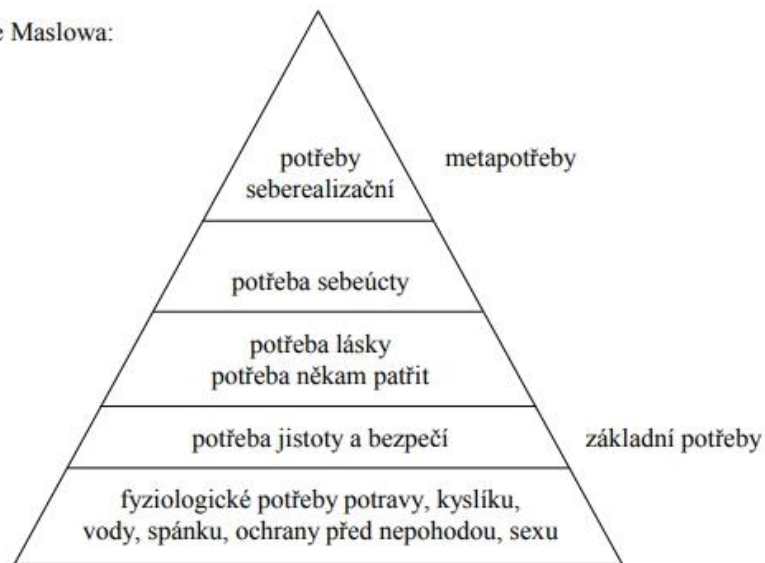 e Maslowa:
potřeby
seberealizační
metapotřeby
potřeba sebeúcty
potřeba lásky
potřeba někam patřit
potřeba jistoty a bezpečí
základní potřeby
fyziologické potřeby potravy, kyslíku,
vody, spánku, ochrany před nepohodou, sexu